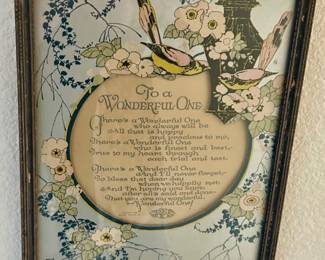 To a
WONDERFUL ONE
There's a Wonderful One
who always will be
All that is happy
and precious to me.
There's a Wonderful One
who is finest and best-
True to my heart through
each trial and test.
There's a Wonderful One
and I'll never forget-
To bless that dear day
when we happily met
And I'm hoping you know
after all's said and done-
That you are my wonderful,
Wonderful One!